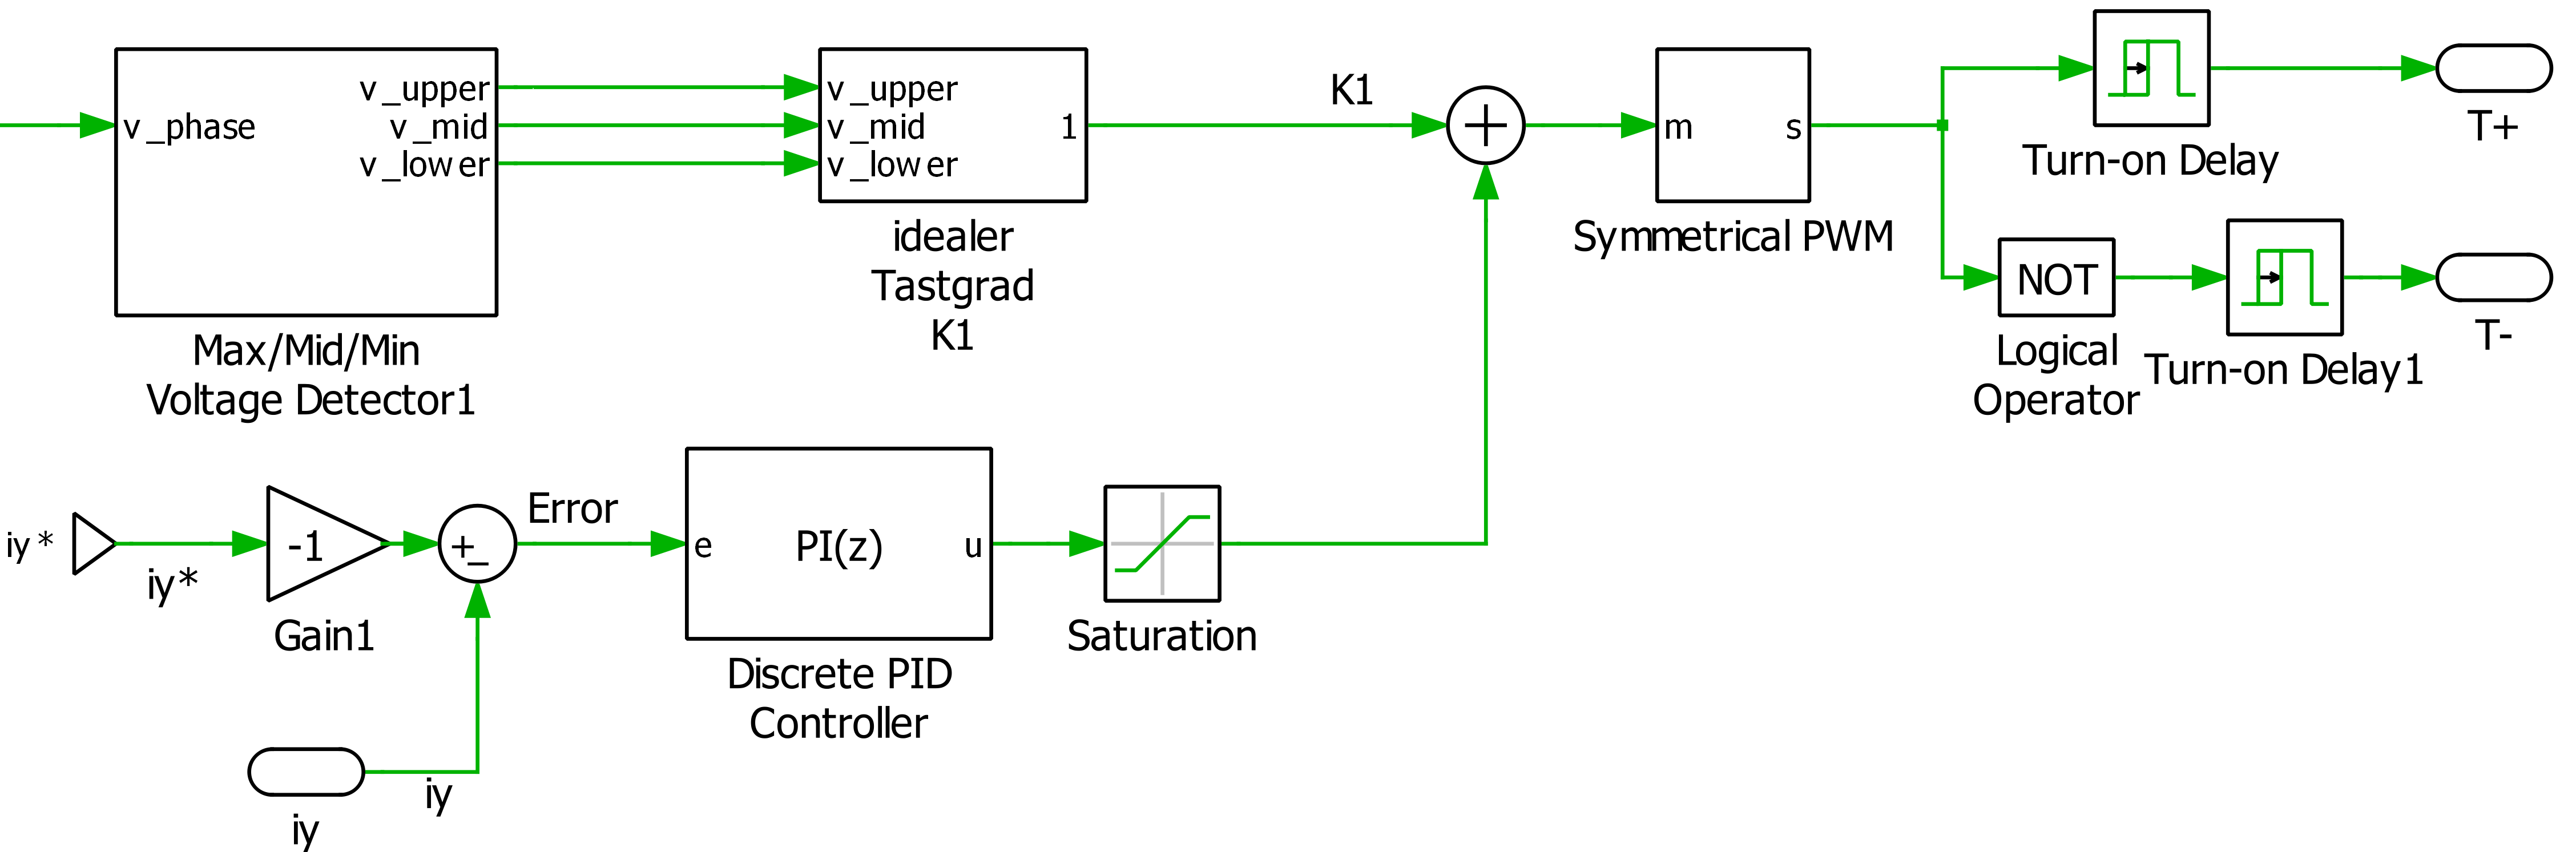 v_phase
v_upper
v_mid
v_lower
Max/Mid/Min
Voltage Detector1
v_upper
v_mid
v_lower
1
idealer
Tastgrad
K1
K1
+
m
s
Symmetrical PWM
Turn-on Delay
T+
NOT
Logical
Operator
Turn-on Delay1
T-
iy*
iy*
-1
Gain1
+
−
Error
e
PI(z)
u
Discrete PID
Controller
Saturation
iy
iy